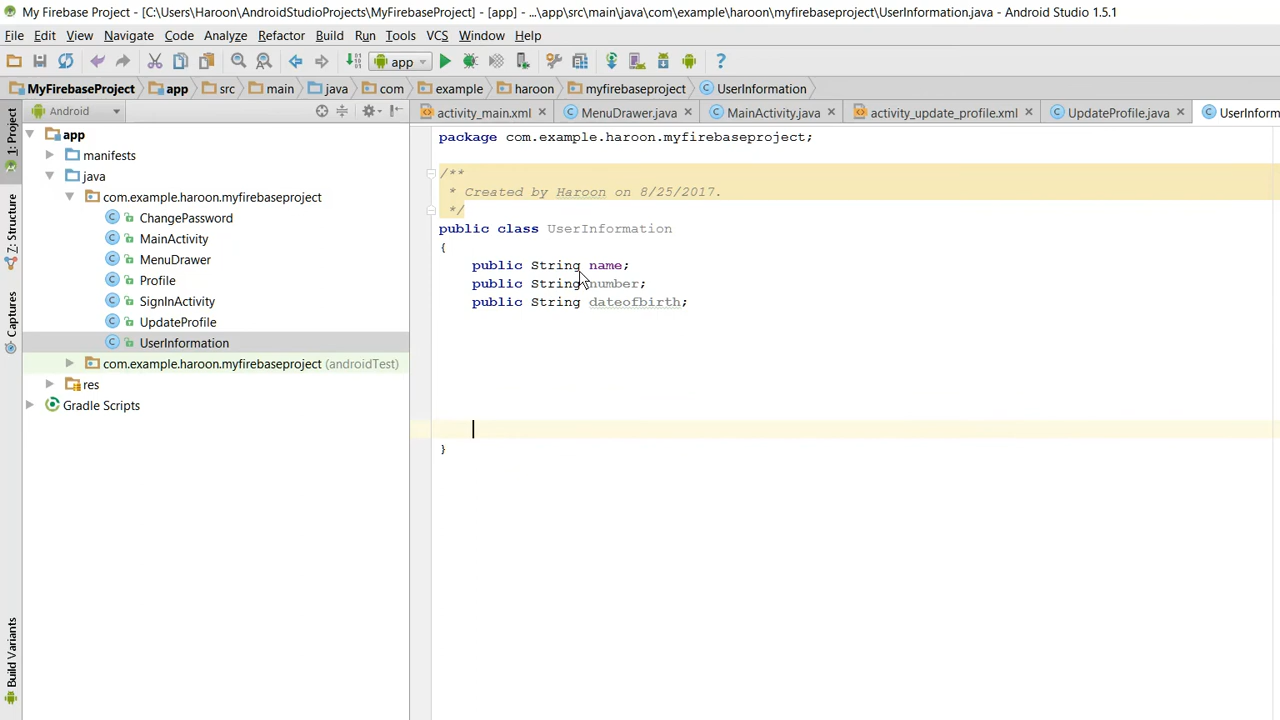 My Firebase Project - [C:\Users\Haroon\AndroidStudioProjects\MyFirebaseProject] - [app] - ...\app\src\main\java\com\example\haroon\myfirebaseproject\UserInformation.java - Android Studio 1.5.1
File Edit View Navigate Code Analyze Refactor Build Run Tools VCS Window Help
app
MyFirebaseProject app src main java com example haroon myfirebaseproject UserInformation
Android
activity_main.xml MenuDrawer.java MainActivity.java activity_update_profile.xml UpdateProfile.java UserInform
1: Project
7: Structure
Captures
Build Variants
app
manifests
java
com.example.haroon.myfirebaseproject
ChangePassword
MainActivity
MenuDrawer
Profile
SignInActivity
UpdateProfile
UserInformation
com.example.haroon.myfirebaseproject (androidTest)
res
Gradle Scripts
package com.example.haroon.myfirebaseproject;
/**
* Created by Haroon on 8/25/2017.
*/
public class UserInformation
{
public String name;
public String number;
public String dateofbirth;
}